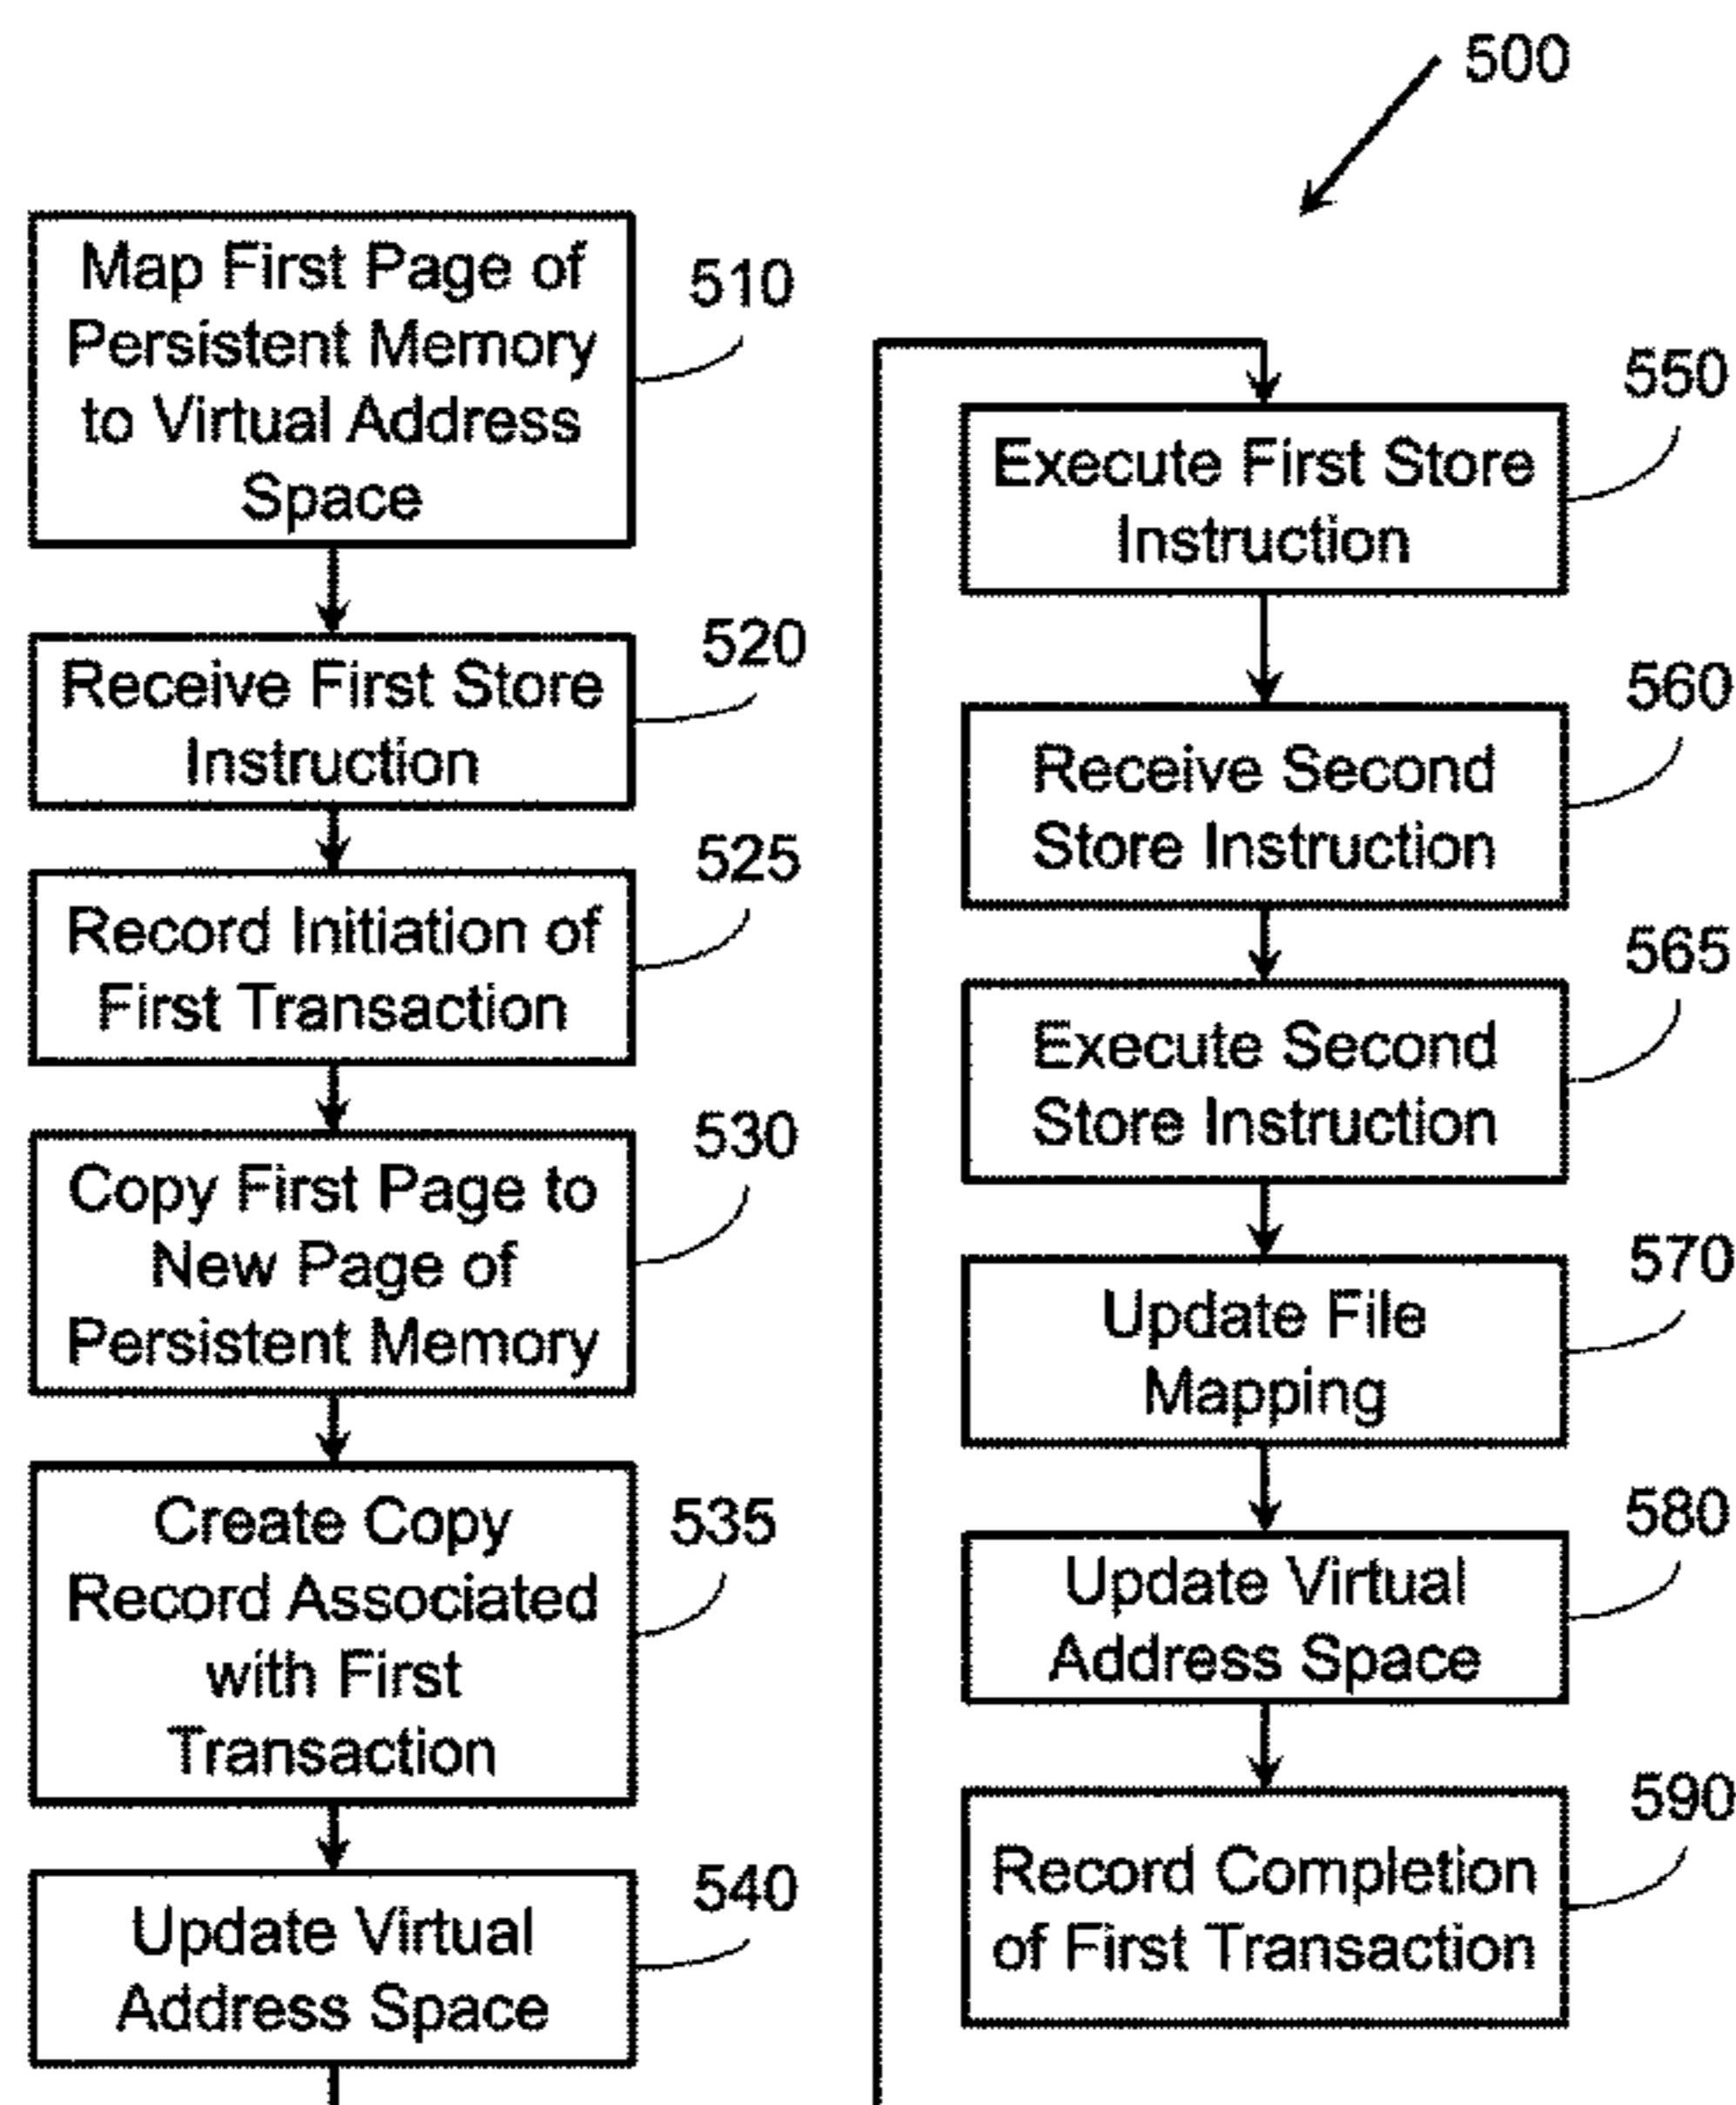 500
Map First Page of
Persistent Memory
to Virtual Address
Space
510
Receive First Store
Instruction
520
Record Initiation of
First Transaction
525
Copy First Page to
New Page of
Persistent Memory
530
Create Copy
Record Associated
with First
Transaction
535
Update Virtual
Address Space
540
Execute First Store
Instruction
550
Receive Second
Store Instruction
560
Execute Second
Store Instruction
565
Update File
Mapping
570
Update Virtual
Address Space
580
Record Completion
of First Transaction
590